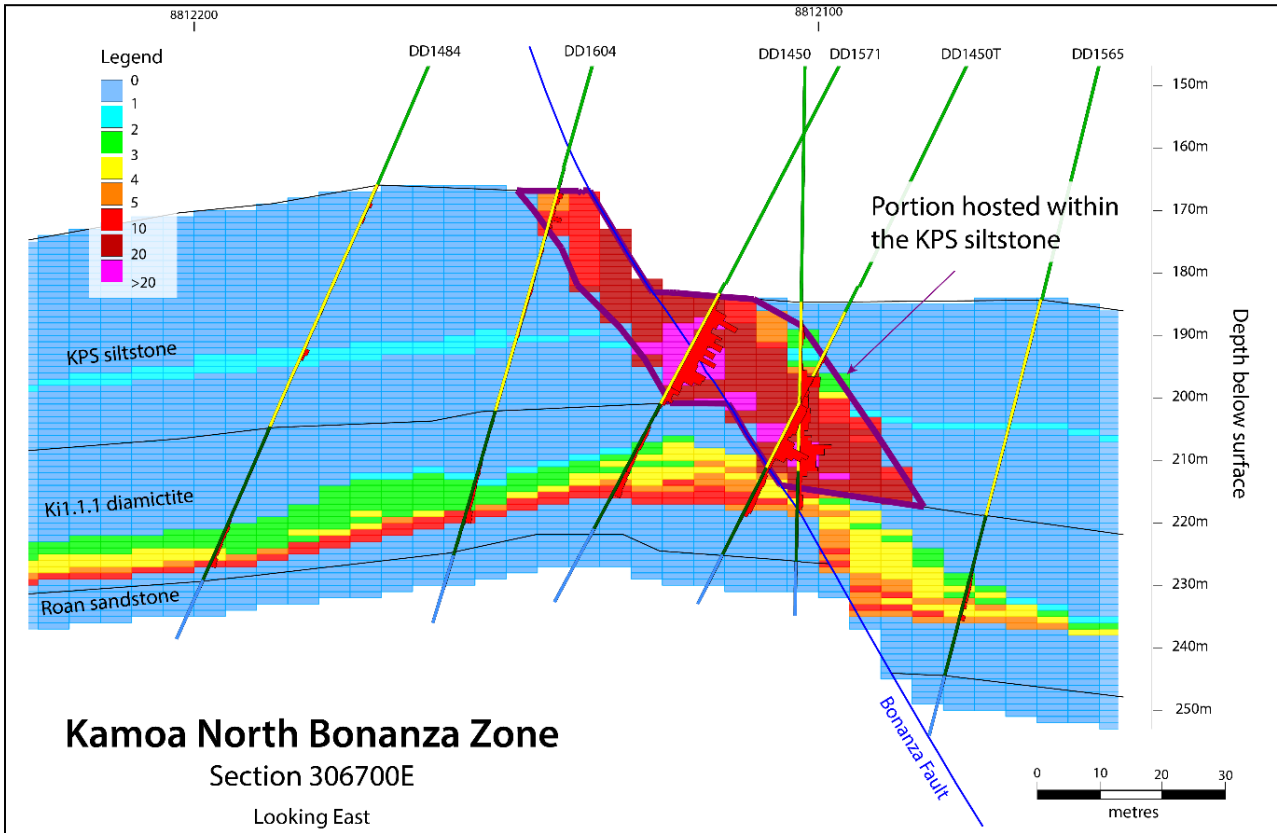 8812200
8812100
Legend
0
1
2
3
4
5
10
20
>20
DD1484
DD1604
DD1450
DD1571
DD1450T
DD1565
150m
160m
170m
180m
190m
200m
210m
220m
230m
240m
250m
Depth below surface
Portion hosted within
the KPS siltstone
KPS siltstone
Ki1.1.1 diamictite
Roan sandstone
Bonanza Fault
Kamoa North Bonanza Zone
Section 306700E
Looking East
0 10 20 30
metres